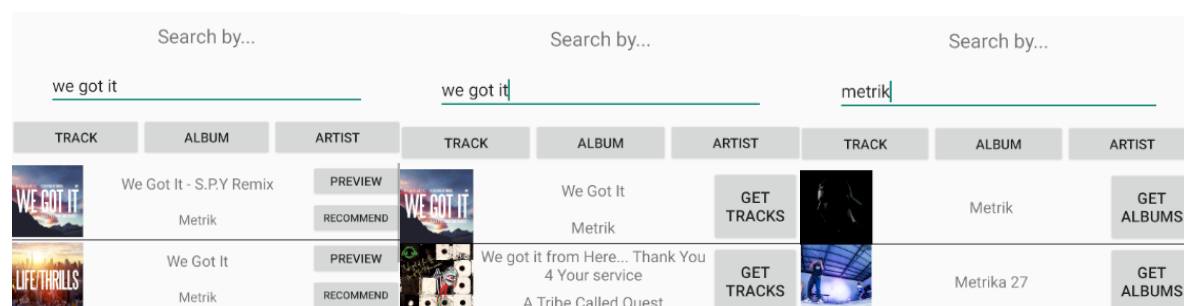 Search by...
we got it
TRACK
ALBUM
ARTIST
WE GOT IT
We Got It - S.P.Y Remix
Metrik
PREVIEW
RECOMMEND
LIFE/THRILLS
We Got It
Metrik
PREVIEW
RECOMMEND
Search by...
we got it
TRACK
ALBUM
ARTIST
WE GOT IT
We Got It
Metrik
GET
TRACKS
We got it from Here... Thank You
4 Your service
A Tribe Called Quest
GET
TRACKS
Search by...
metrik
TRACK
ALBUM
ARTIST
Metrik
GET
ALBUMS
Metrika 27
GET
ALBUMS